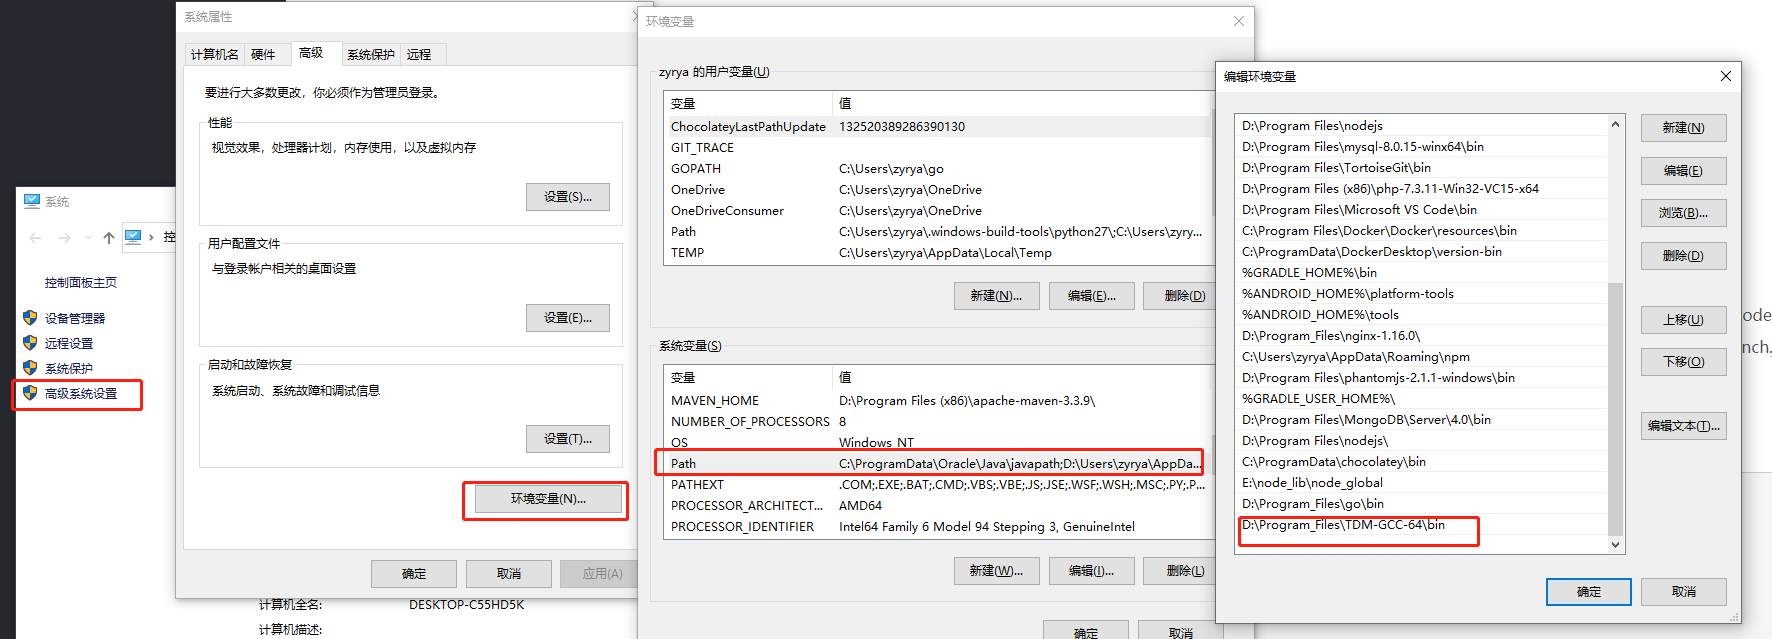 系统
控
控制面板主页
设备管理器
远程设置
系统保护
高级系统设置
计算机全名: DESKTOP-C55HD5K
计算机描述:
系统属性
计算机名 硬件 高级 系统保护 远程
要进行大多数更改，你必须作为管理员登录。
性能
视觉效果，处理器计划，内存使用，以及虚拟内存
设置(S)...
用户配置文件
与登录帐户相关的桌面设置
设置(E)...
启动和故障恢复
系统启动、系统故障和调试信息
设置(T)...
环境变量(N)...
确定 取消 应用(A)
环境变量
zyrya 的用户变量(U)
变量 值
ChocolateyLastPathUpdate 132520389286390130
GIT_TRACE
GOPATH C:\Users\zyrya\go
OneDrive C:\Users\zyrya\OneDrive
OneDriveConsumer C:\Users\zyrya\OneDrive
Path C:\Users\zyrya\.windows-build-tools\python27\;C:\Users\zyry...
TEMP C:\Users\zyrya\AppData\Local\Temp
新建(N)... 编辑(E)... 删除(D)
系统变量(S)
变量 值
MAVEN_HOME D:\Program Files (x86)\apache-maven-3.3.9\
NUMBER_OF_PROCESSORS 8
OS Windows_NT
Path C:\ProgramData\Oracle\Java\javapath;D:\Users\zyrya\AppDa...
PATHEXT .COM;.EXE;.BAT;.CMD;.VBS;.VBE;.JS;.JSE;.WSF;.WSH;.MSC;.PY;.P...
PROCESSOR_ARCHITECT... AMD64
PROCESSOR_IDENTIFIER Intel64 Family 6 Model 94 Stepping 3, GenuineIntel
新建(W)... 编辑(I)... 删除(L)
确定 取消
编辑环境变量
D:\Program Files\nodejs
D:\Program Files\mysql-8.0.15-winx64\bin
D:\Program Files\TortoiseGit\bin
D:\Program Files (x86)\php-7.3.11-Win32-VC15-x64
D:\Program Files\Microsoft VS Code\bin
C:\Program Files\Docker\Docker\resources\bin
C:\ProgramData\DockerDesktop\version-bin
%GRADLE_HOME%\bin
%ANDROID_HOME%\platform-tools
%ANDROID_HOME%\tools
D:\Program_Files\nginx-1.16.0\
C:\Users\zyrya\AppData\Roaming\npm
D:\Program Files\phantomjs-2.1.1-windows\bin
%GRADLE_USER_HOME%\
D:\Program Files\MongoDB\Server\4.0\bin
D:\Program Files\nodejs\
C:\ProgramData\chocolatey\bin
E:\node_lib\node_global
D:\Program_Files\go\bin
D:\Program_Files\TDM-GCC-64\bin
新建(N)
编辑(E)
浏览(B)...
删除(D)
上移(U)
下移(O)
编辑文本(T)...
确定 取消
ode
nch.